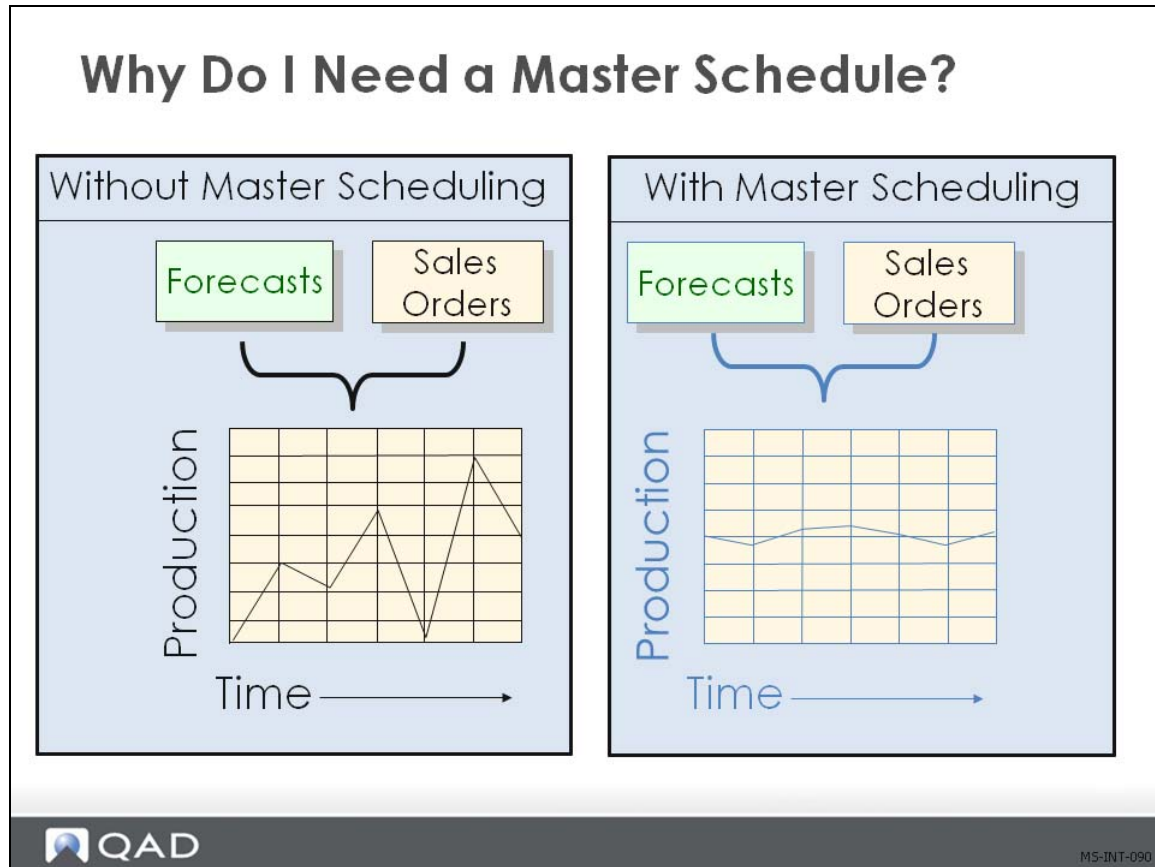 Why Do I Need a Master Schedule?
Without Master Scheduling
Forecasts
Sales
Orders
Production
Time
With Master Scheduling
Forecasts
Sales
Orders
Production
Time
QAD
MS-INT-090